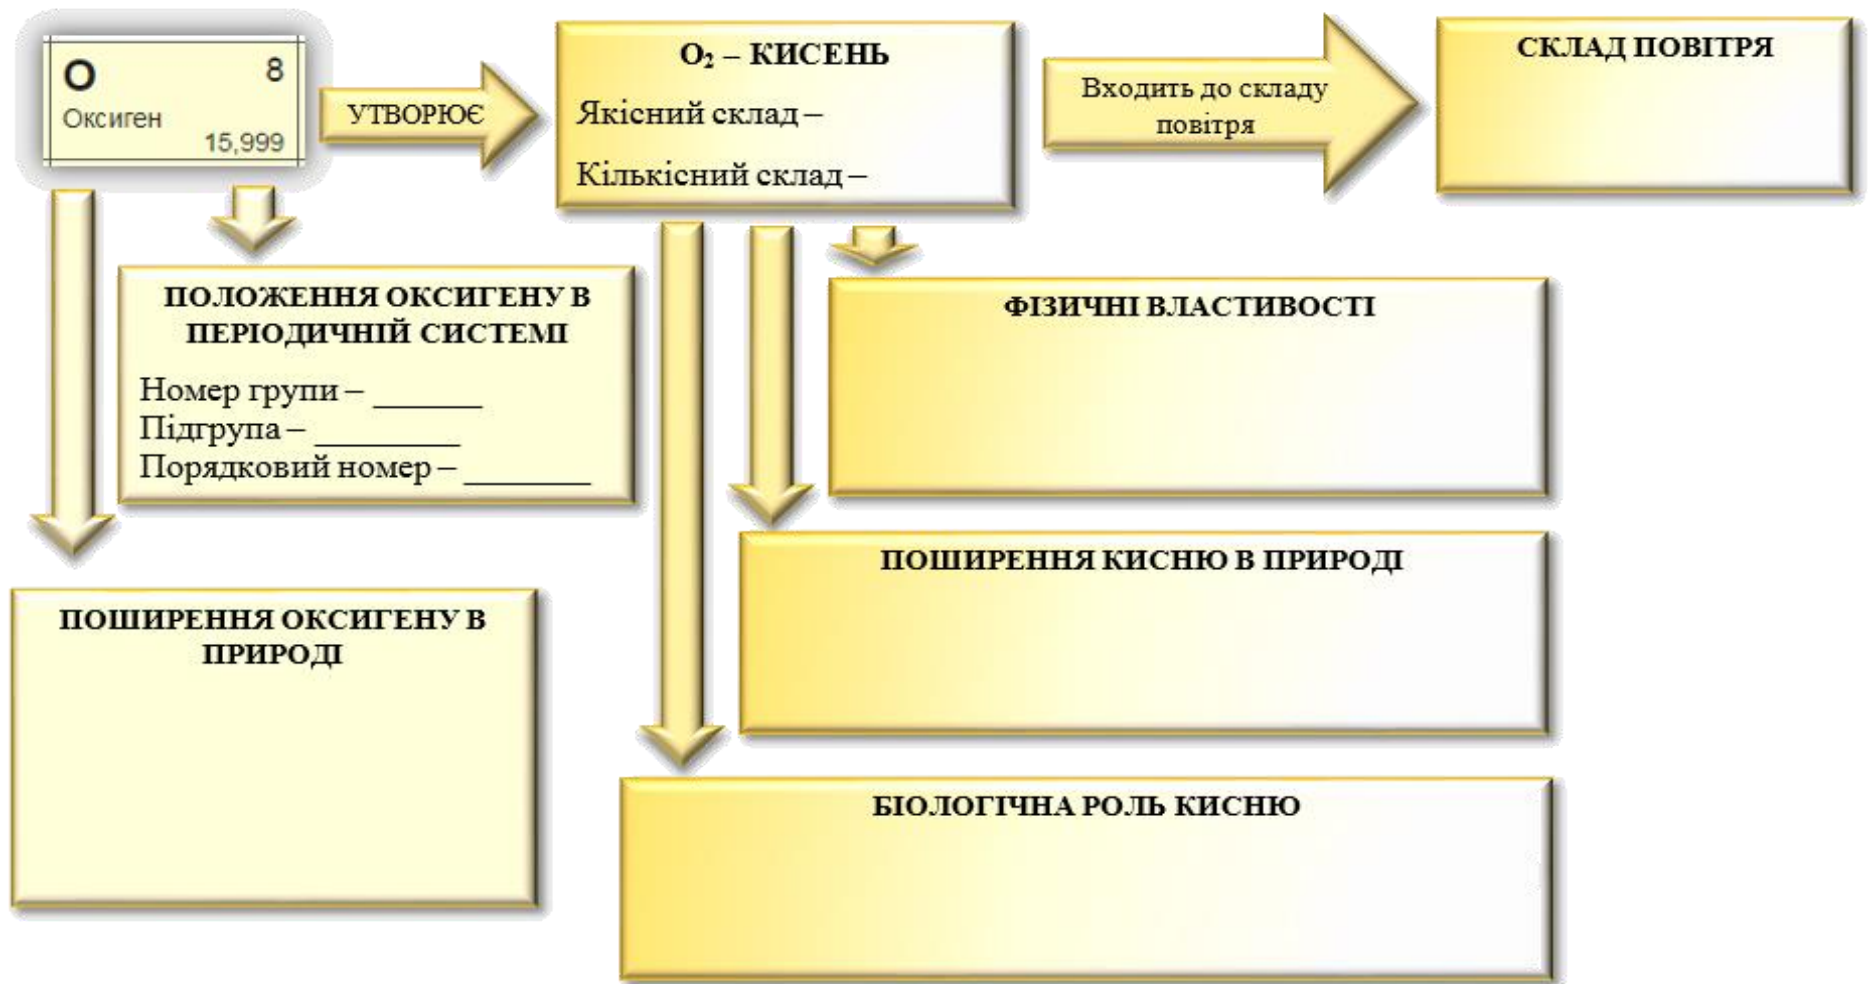 O 8
Оксиген
15,999
УТВОРЮЄ
O₂ – КИСЕНЬ
Якісний склад –
Кількісний склад –
Входить до складу
повітря
СКЛАД ПОВІТРЯ
ПОЛОЖЕННЯ ОКСИГЕНУ В
ПЕРІОДИЧНІЙ СИСТЕМІ
Номер групи – ______
Підгрупа – ________
Порядковий номер – _______
ФІЗИЧНІ ВЛАСТИВОСТІ
ПОШИРЕННЯ КИСНЮ В ПРИРОДІ
ПОШИРЕННЯ ОКСИГЕНУ В
ПРИРОДІ
БІОЛОГІЧНА РОЛЬ КИСНЮ